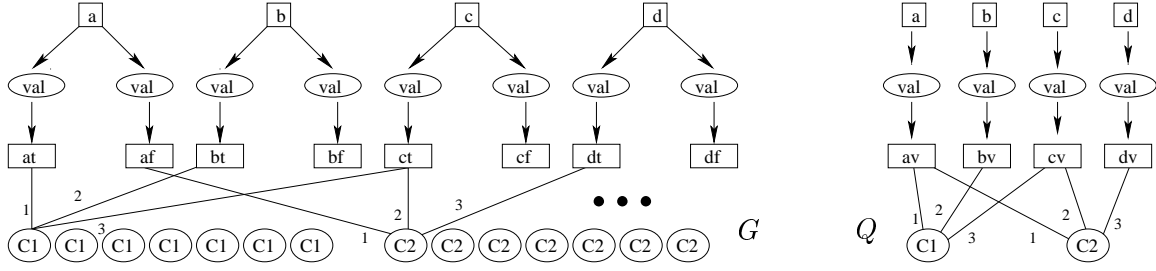 a b c d a b c d
val val val val val val val val val val val val
at af bt bf ct cf dt df av bv cv dv
1 2 3 1 2 3 1 2 3 1 2 3
C1 C1 C1 C1 C1 C1 C1 C2 C2 C2 C2 C2 C2 C2 G Q C1 C2